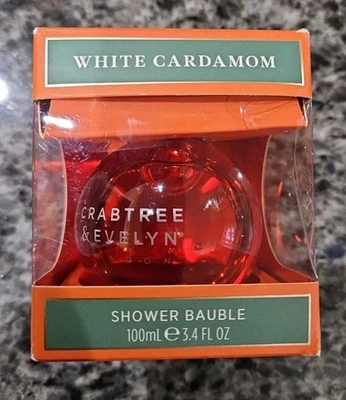 WHITE CARDAMOM
CRABTREE
& EVELYN
SHOWER BAUBLE
100mL ℮ 3.4 FL OZ